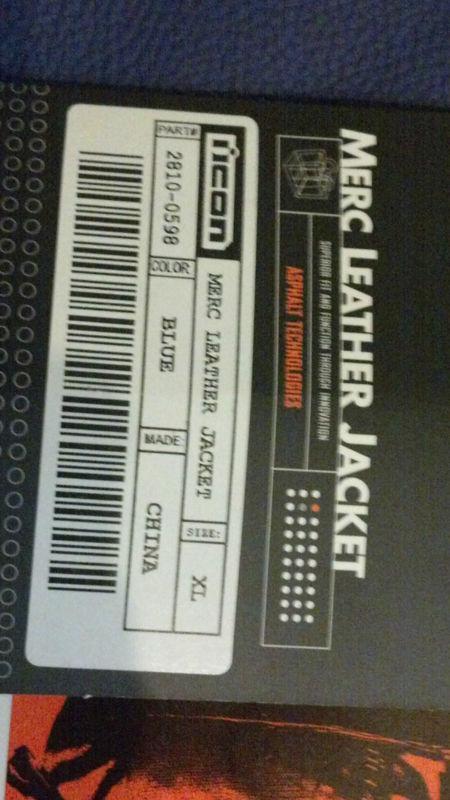 MERC LEATHER JACKET
SUPERIOR FIT AND FUNCTION THROUGH INNOVATION
ASPHALT TECHNOLOGIES
icon
MERC LEATHER JACKET
SIZE:
XL
PART#
2810-0598
COLOR
BLUE
MADE:
CHINA